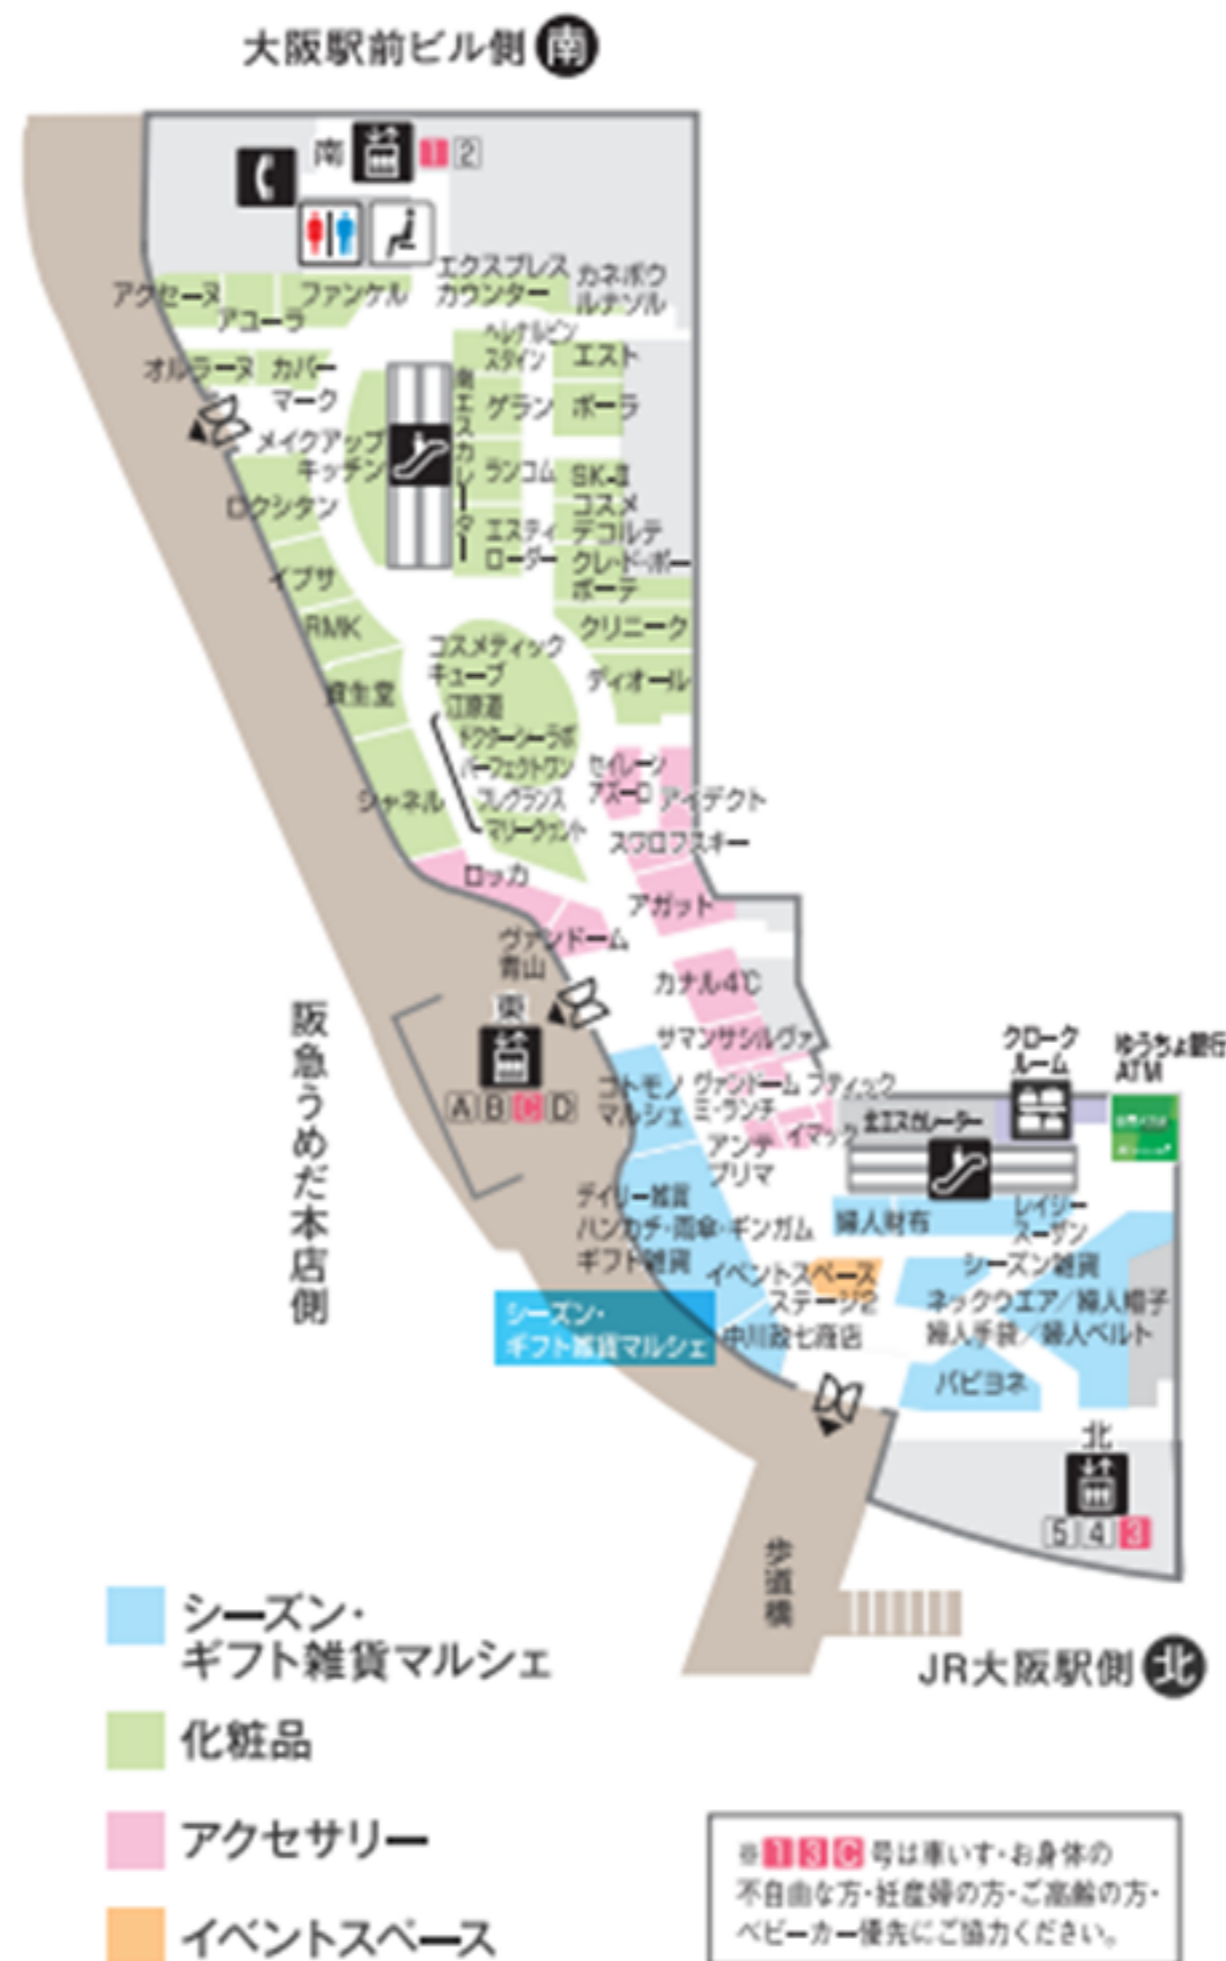 大阪駅前ビル側 南
南 1 2
アクセーヌ
アユーラ
ファンケル
エクスプレス
カウンター
カネボウ
ルナソル
オルラーヌ
カバー
マーク
ヘレナルビン
スタイン
エスト
南エスカレーター
ゲラン
ポーラ
メイクアップ
キッチン
ランコム
SK-Ⅱ
ロクシタン
コスメ
デコルテ
エスティ
ローダー
クレ・ド・ポー
ボーテ
イプサ
RMK
クリニーク
コスメティック
キューブ
江原道
ドクターシーラボ
パーフェクトワン
フレグランス
マリークヮント
資生堂
ディオール
シャネル
セイレーン
アズーロ
アイデクト
スワロフスキー
ロッカ
アガット
ヴァンドーム
青山
カナル4℃
東
A B C D
阪急うめだ本店側
サマンサシルヴァ
コトモノ
マルシェ
ヴァンドーム ブティック
ミ・ランチ
イマック
アンテ
プリマ
北エスカレーター
クローク
ルーム
ゆうちょ銀行
ATM
デイリー雑貨
ハンカチ・雨傘・ギンガム
ギフト雑貨
婦人財布
レイジー
スーザン
シーズン雑貨
イベントスペース
ステージ2
ネックウエア/婦人帽子
婦人手袋/婦人ベルト
シーズン・
ギフト雑貨マルシェ
中川政七商店
パピヨネ
北
5 4 3
歩道橋
JR大阪駅側 北
シーズン・
ギフト雑貨マルシェ
化粧品
アクセサリー
イベントスペース
※1 3 C号は車いす・お身体の
不自由な方・妊産婦の方・ご高齢の方・
ベビーカー優先にご協力ください。